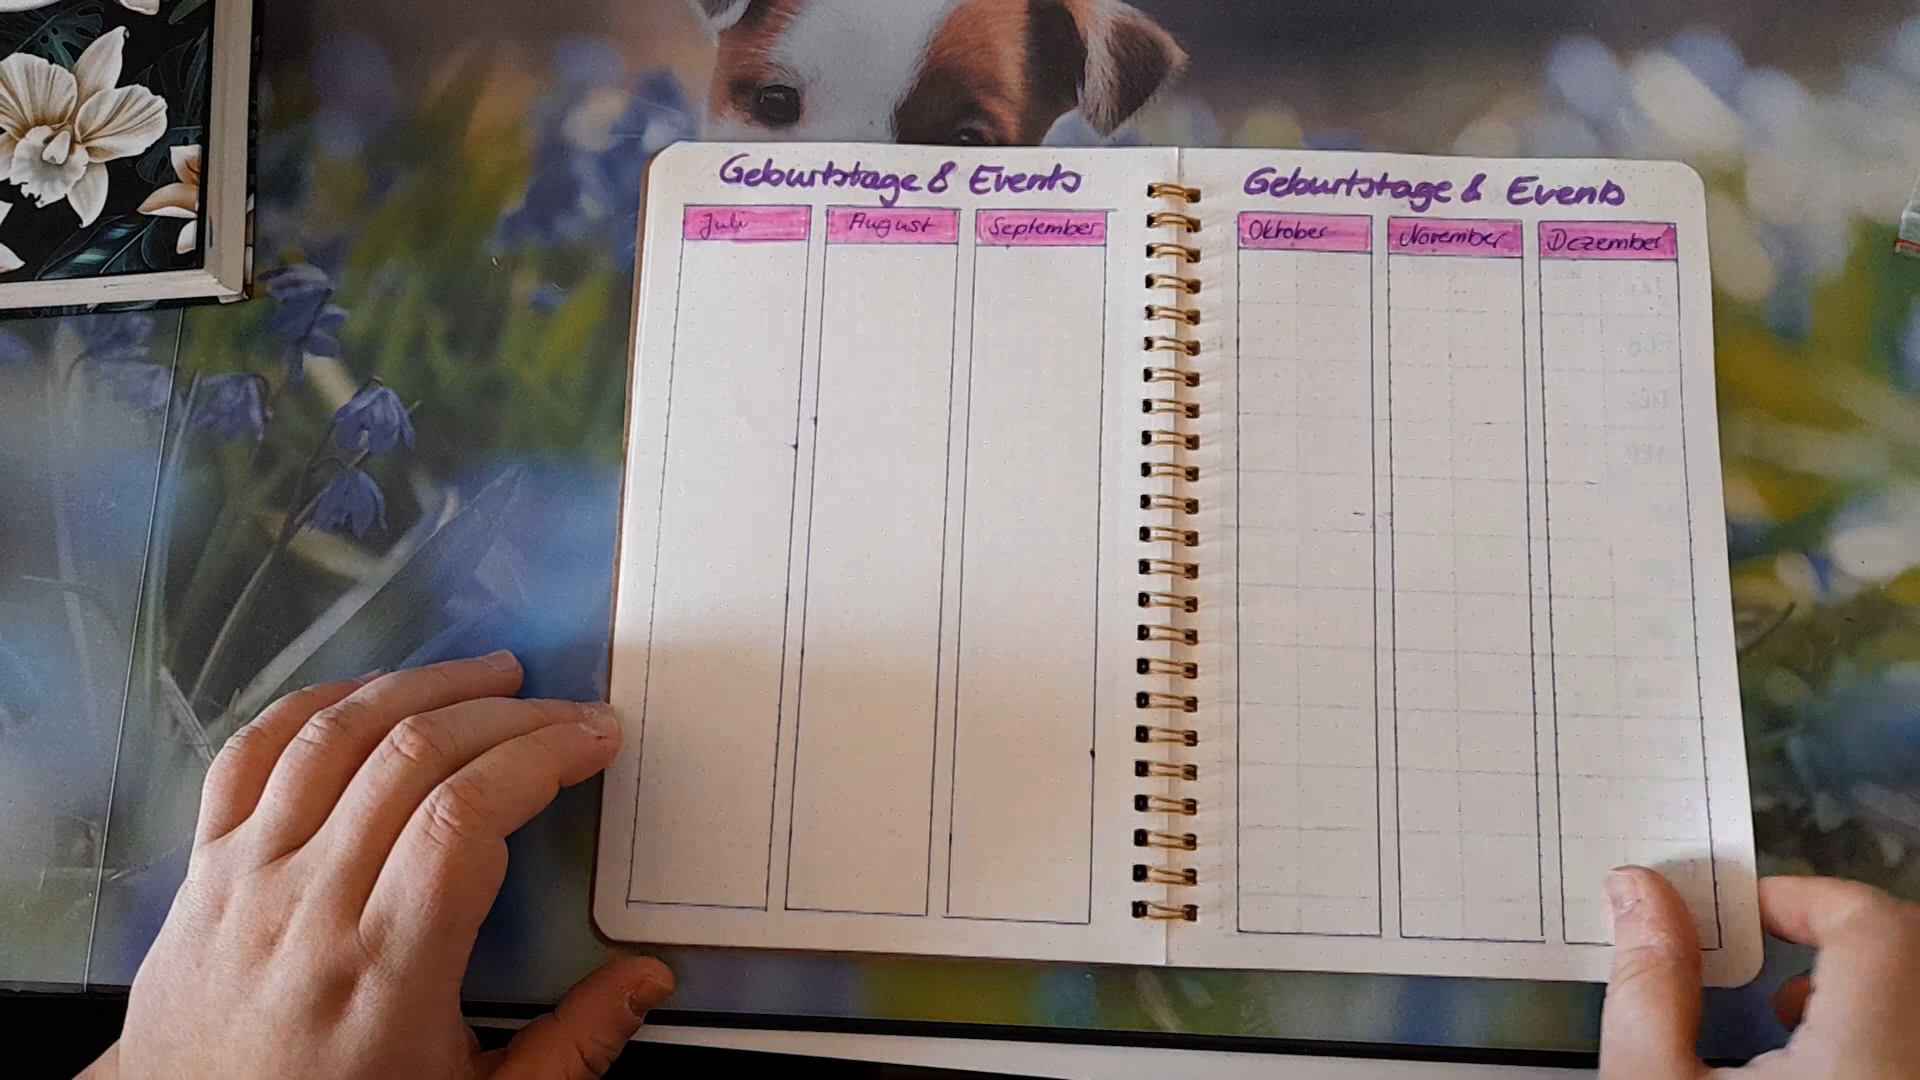 Geburtstage & Events
Juli
August
September
Geburtstage & Events
Oktober
November
Dezember